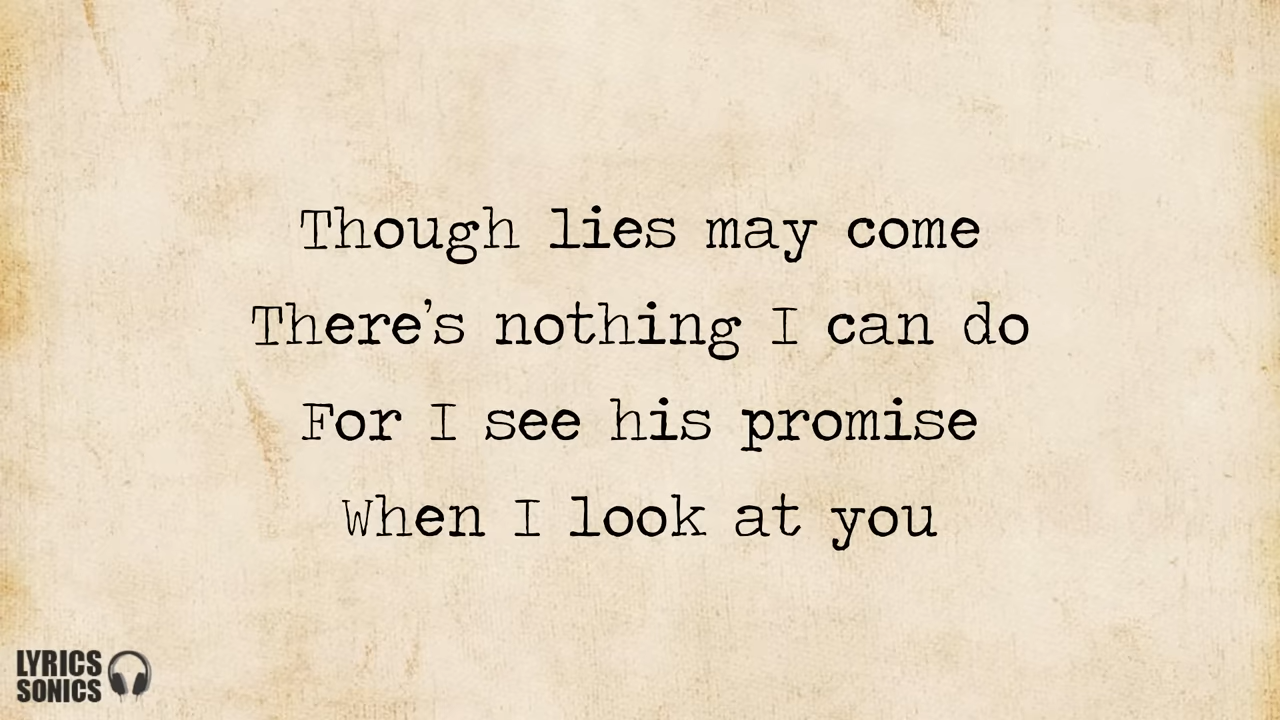 Though lies may come
There's nothing I can do
For I see his promise
When I look at you
LYRICS
SONICS